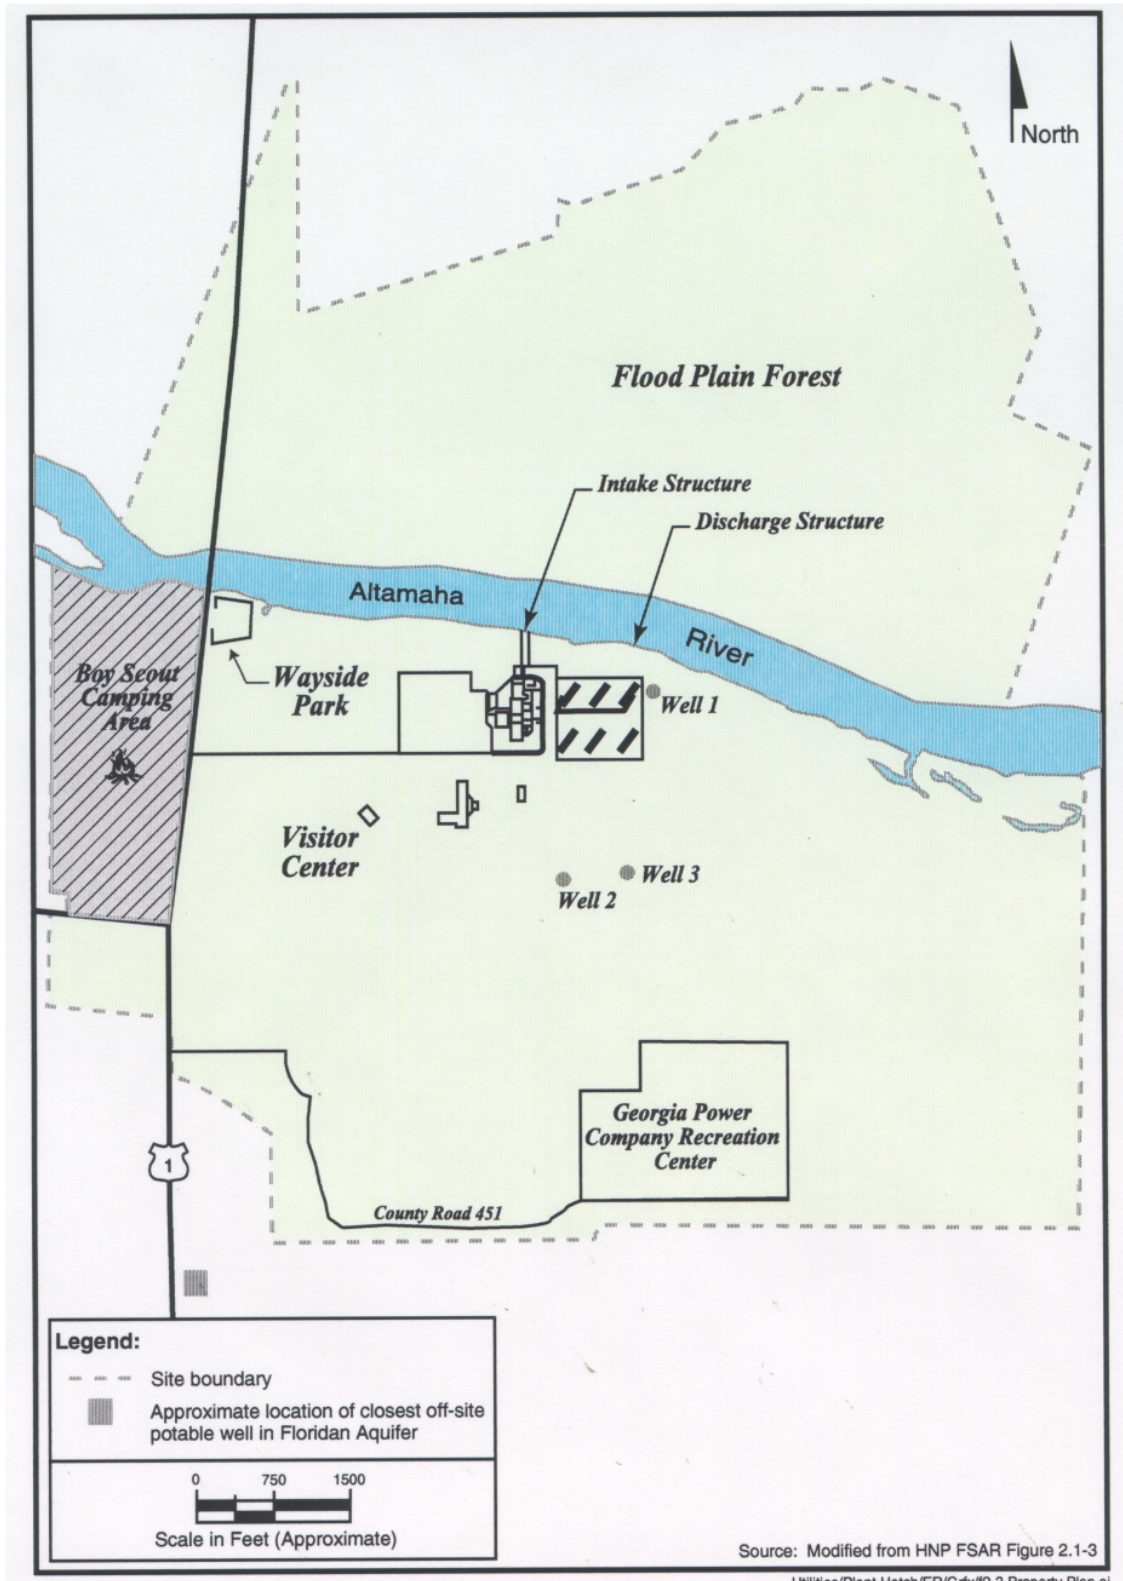 North
Flood Plain Forest
Intake Structure
Discharge Structure
Altamaha
River
Boy Scout
Camping
Area
Wayside
Park
Well 1
Visitor
Center
Well 3
Well 2
Georgia Power
Company Recreation
Center
1
County Road 451
Legend:
Site boundary
Approximate location of closest off-site
potable well in Floridan Aquifer
0 750 1500
Scale in Feet (Approximate)
Source: Modified from HNP FSAR Figure 2.1-3